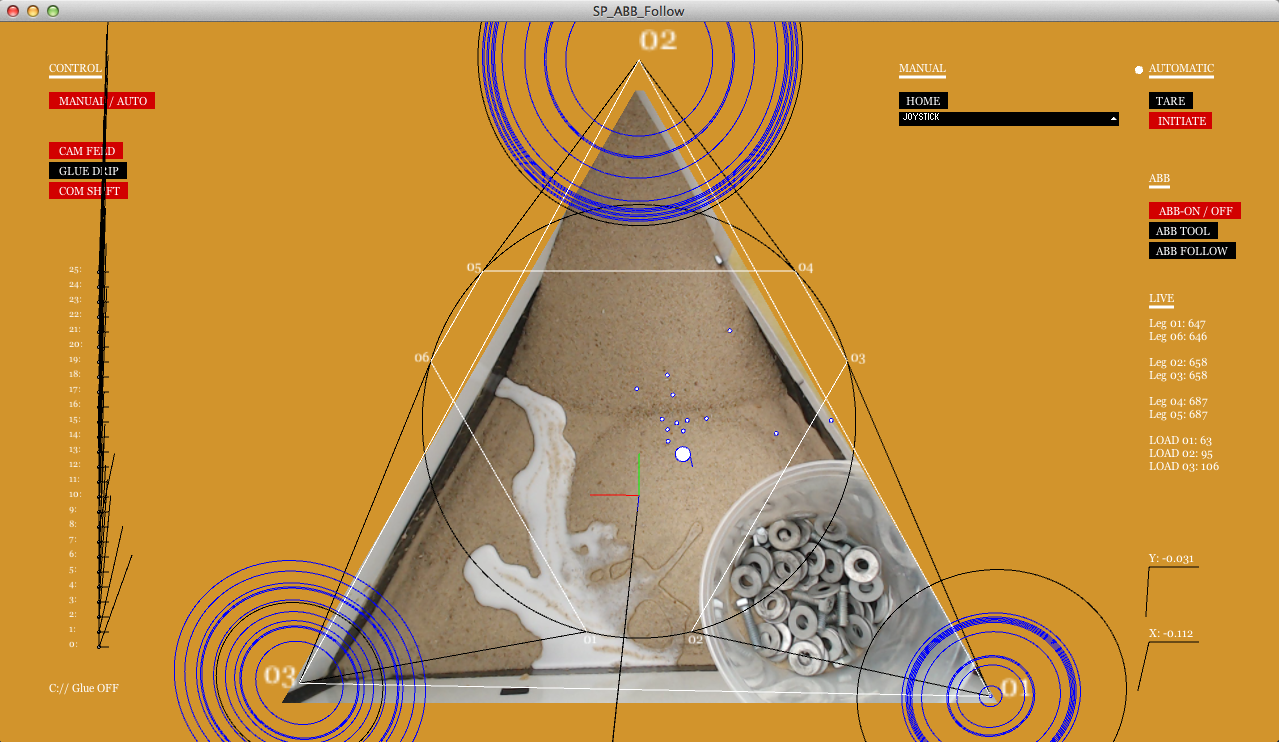 SP_ABB_Follow
CONTROL
MANUAL / AUTO
CAM FEED
GLUE DRIP
COM SHIFT
25:
24:
23:
22:
21:
20:
19:
18:
17:
16:
15:
14:
13:
12:
11:
10:
9:
8:
7:
6:
5:
4:
3:
2:
1:
0:
C:// Glue OFF
02
05
04
06
03
01
02
03
01
MANUAL
HOME
JOYSTICK
AUTOMATIC
TARE
INITIATE
ABB
ABB-ON / OFF
ABB TOOL
ABB FOLLOW
LIVE
Leg 01: 647
Leg 06: 646
Leg 02: 658
Leg 03: 658
Leg 04: 687
Leg 05: 687
LOAD 01: 63
LOAD 02: 95
LOAD 03: 106
Y: -0.031
X: -0.112